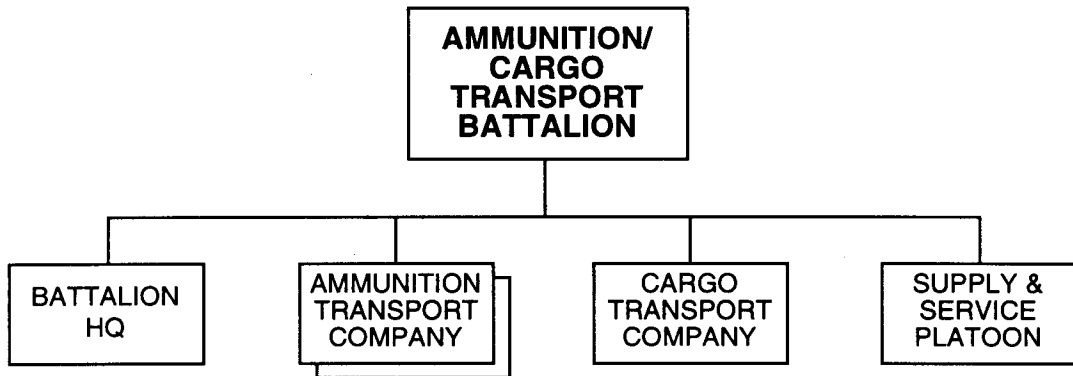 AMMUNITION/
CARGO
TRANSPORT
BATTALION
BATTALION
HQ
AMMUNITION
TRANSPORT
COMPANY
CARGO
TRANSPORT
COMPANY
SUPPLY &
SERVICE
PLATOON